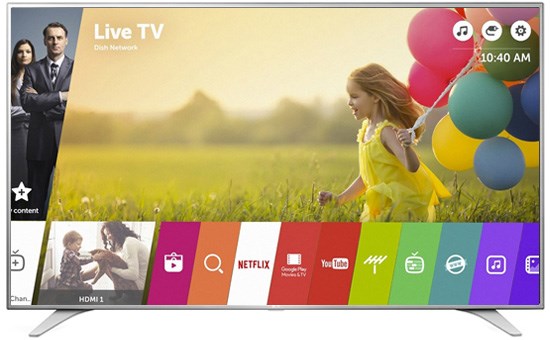 Live TV
Dish Network
10:40 AM
content
Chan..
HDMI 1
NETFLIX
Google Play
Movies & TV
YouTube